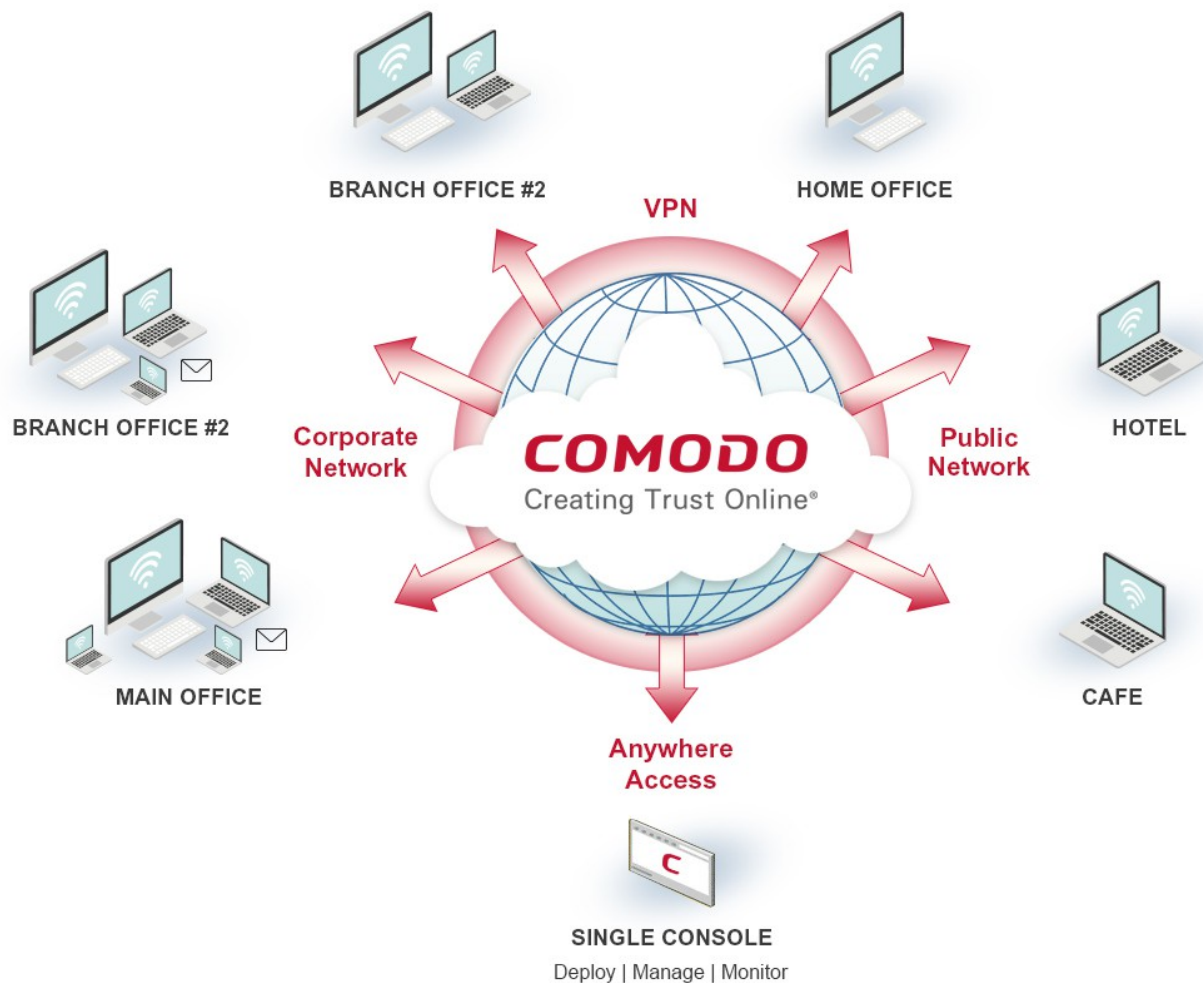 BRANCH OFFICE #2
HOME OFFICE
VPN
BRANCH OFFICE #2
HOTEL
Corporate
Network
COMODO
Creating Trust Online®
Public
Network
MAIN OFFICE
CAFE
Anywhere
Access
C
SINGLE CONSOLE
Deploy | Manage | Monitor